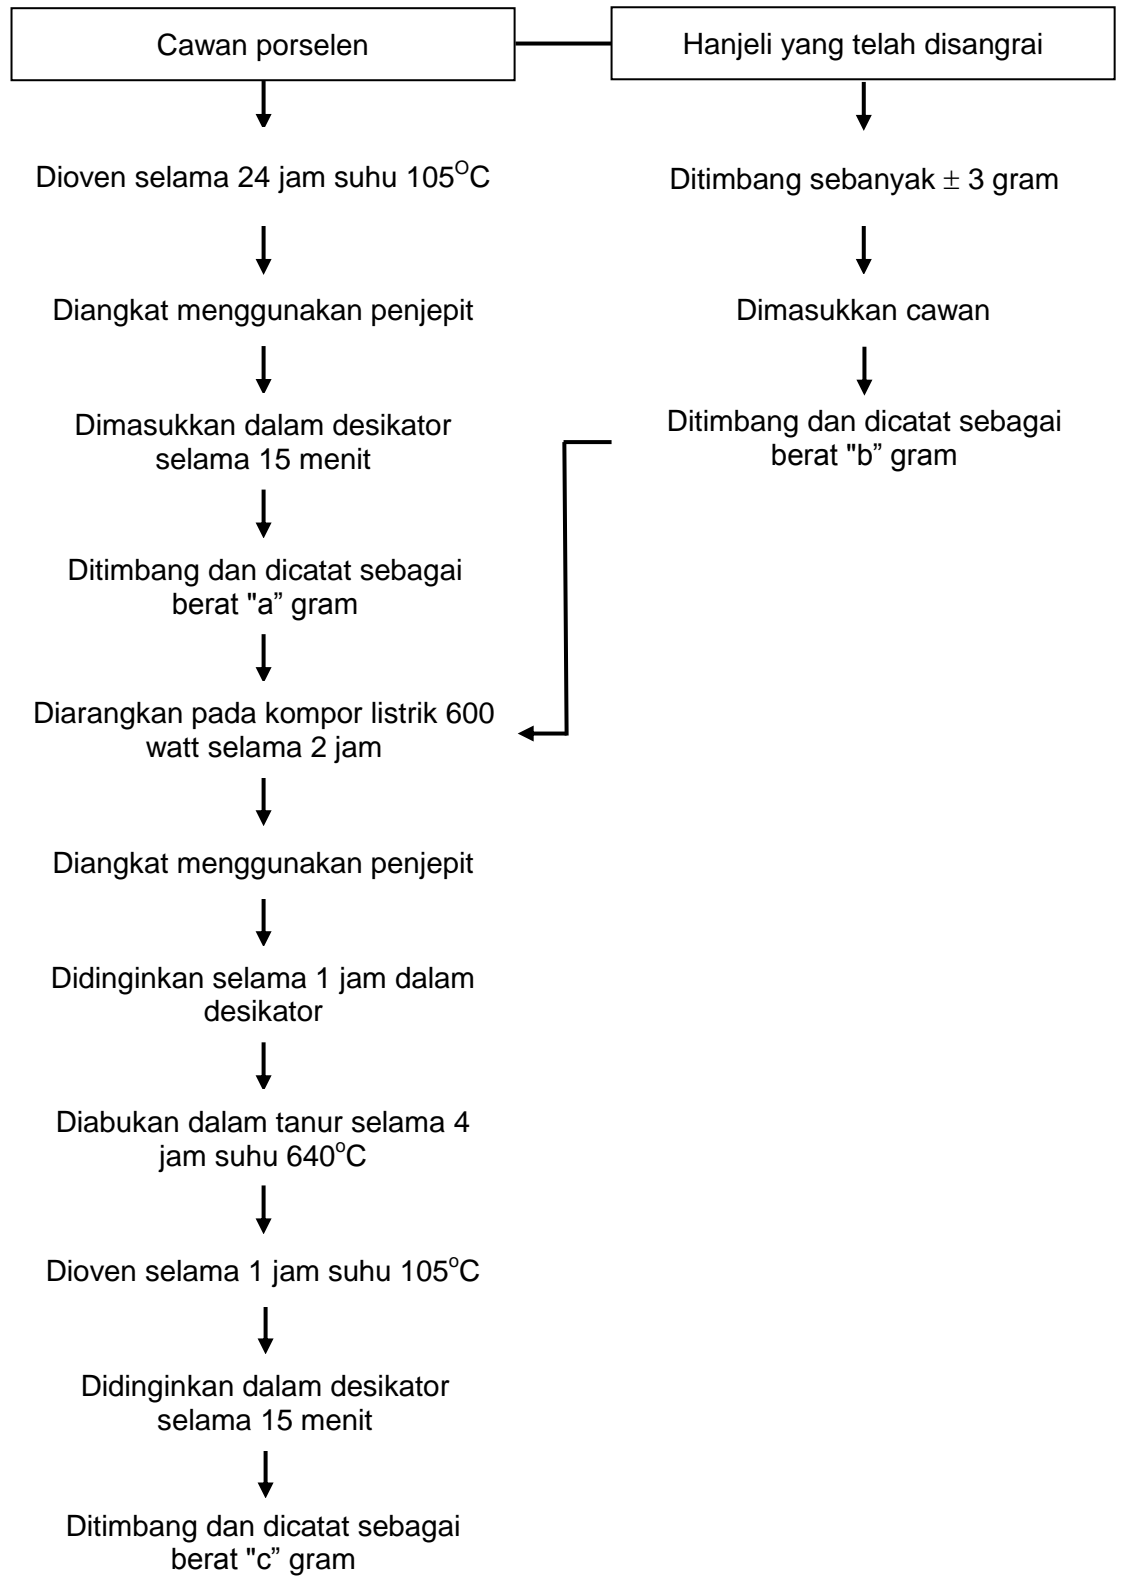 Cawan porselen
Hanjeli yang telah disangrai
Dioven selama 24 jam suhu 105ᴼC
Ditimbang sebanyak ± 3 gram
Diangkat menggunakan penjepit
Dimasukkan cawan
Dimasukkan dalam desikator
selama 15 menit
Ditimbang dan dicatat sebagai
berat "b” gram
Ditimbang dan dicatat sebagai
berat "a” gram
Diarangkan pada kompor listrik 600
watt selama 2 jam
Diangkat menggunakan penjepit
Didinginkan selama 1 jam dalam
desikator
Diabukan dalam tanur selama 4
jam suhu 640ᵒC
Dioven selama 1 jam suhu 105ᵒC
Didinginkan dalam desikator
selama 15 menit
Ditimbang dan dicatat sebagai
berat "c” gram